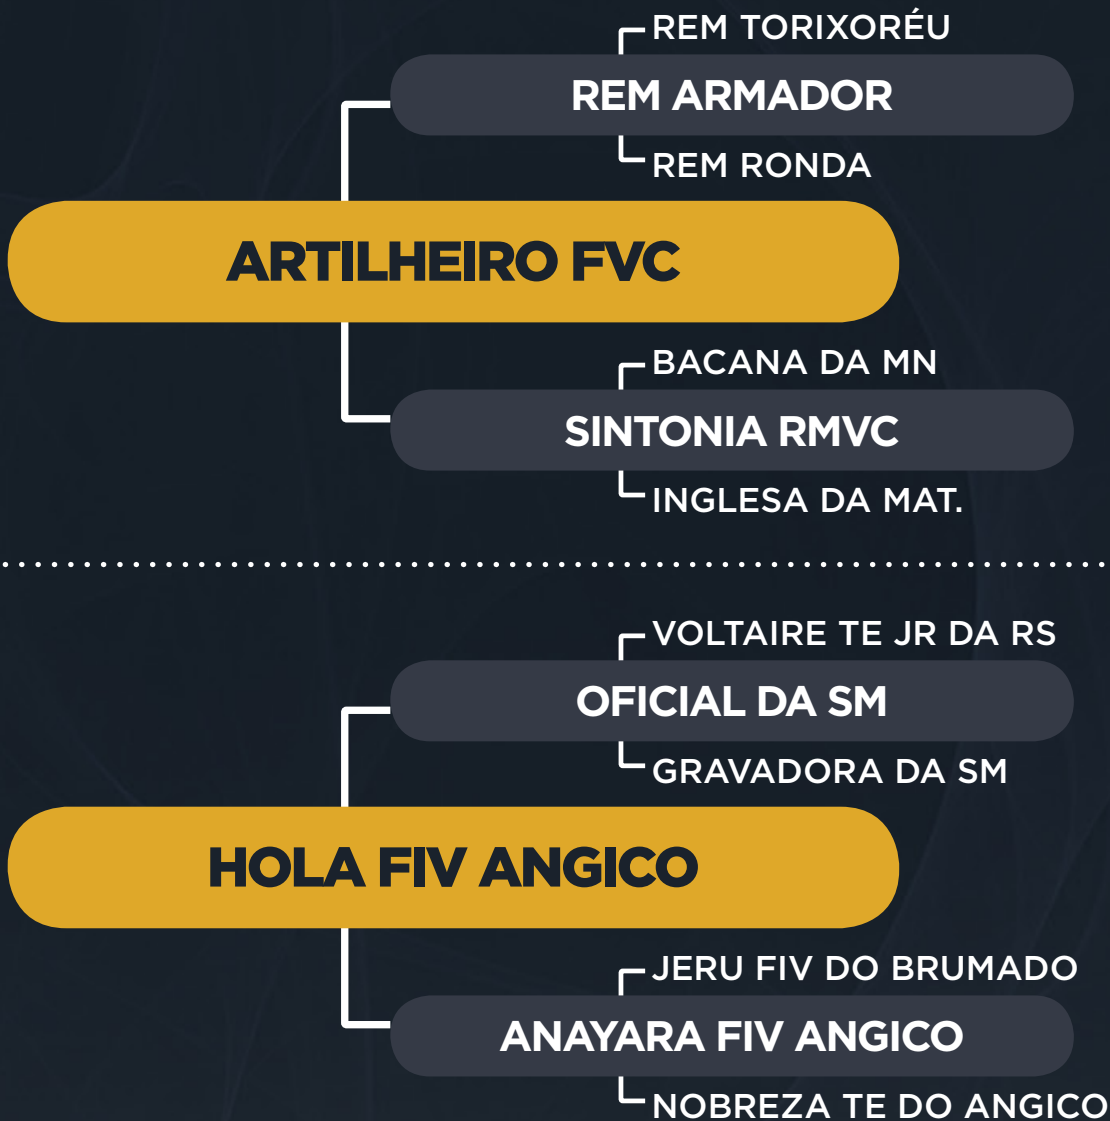 REM TORIXORÉU
REM ARMADOR
REM RONDA
ARTILHEIRO FVC
BACANA DA MN
SINTONIA RMVC
INGLESA DA MAT.
VOLTAIRE TE JR DA RS
OFICIAL DA SM
GRAVADORA DA SM
HOLA FIV ANGICO
JERU FIV DO BRUMADO
ANAYARA FIV ANGICO
NOBREZA TE DO ANGICO